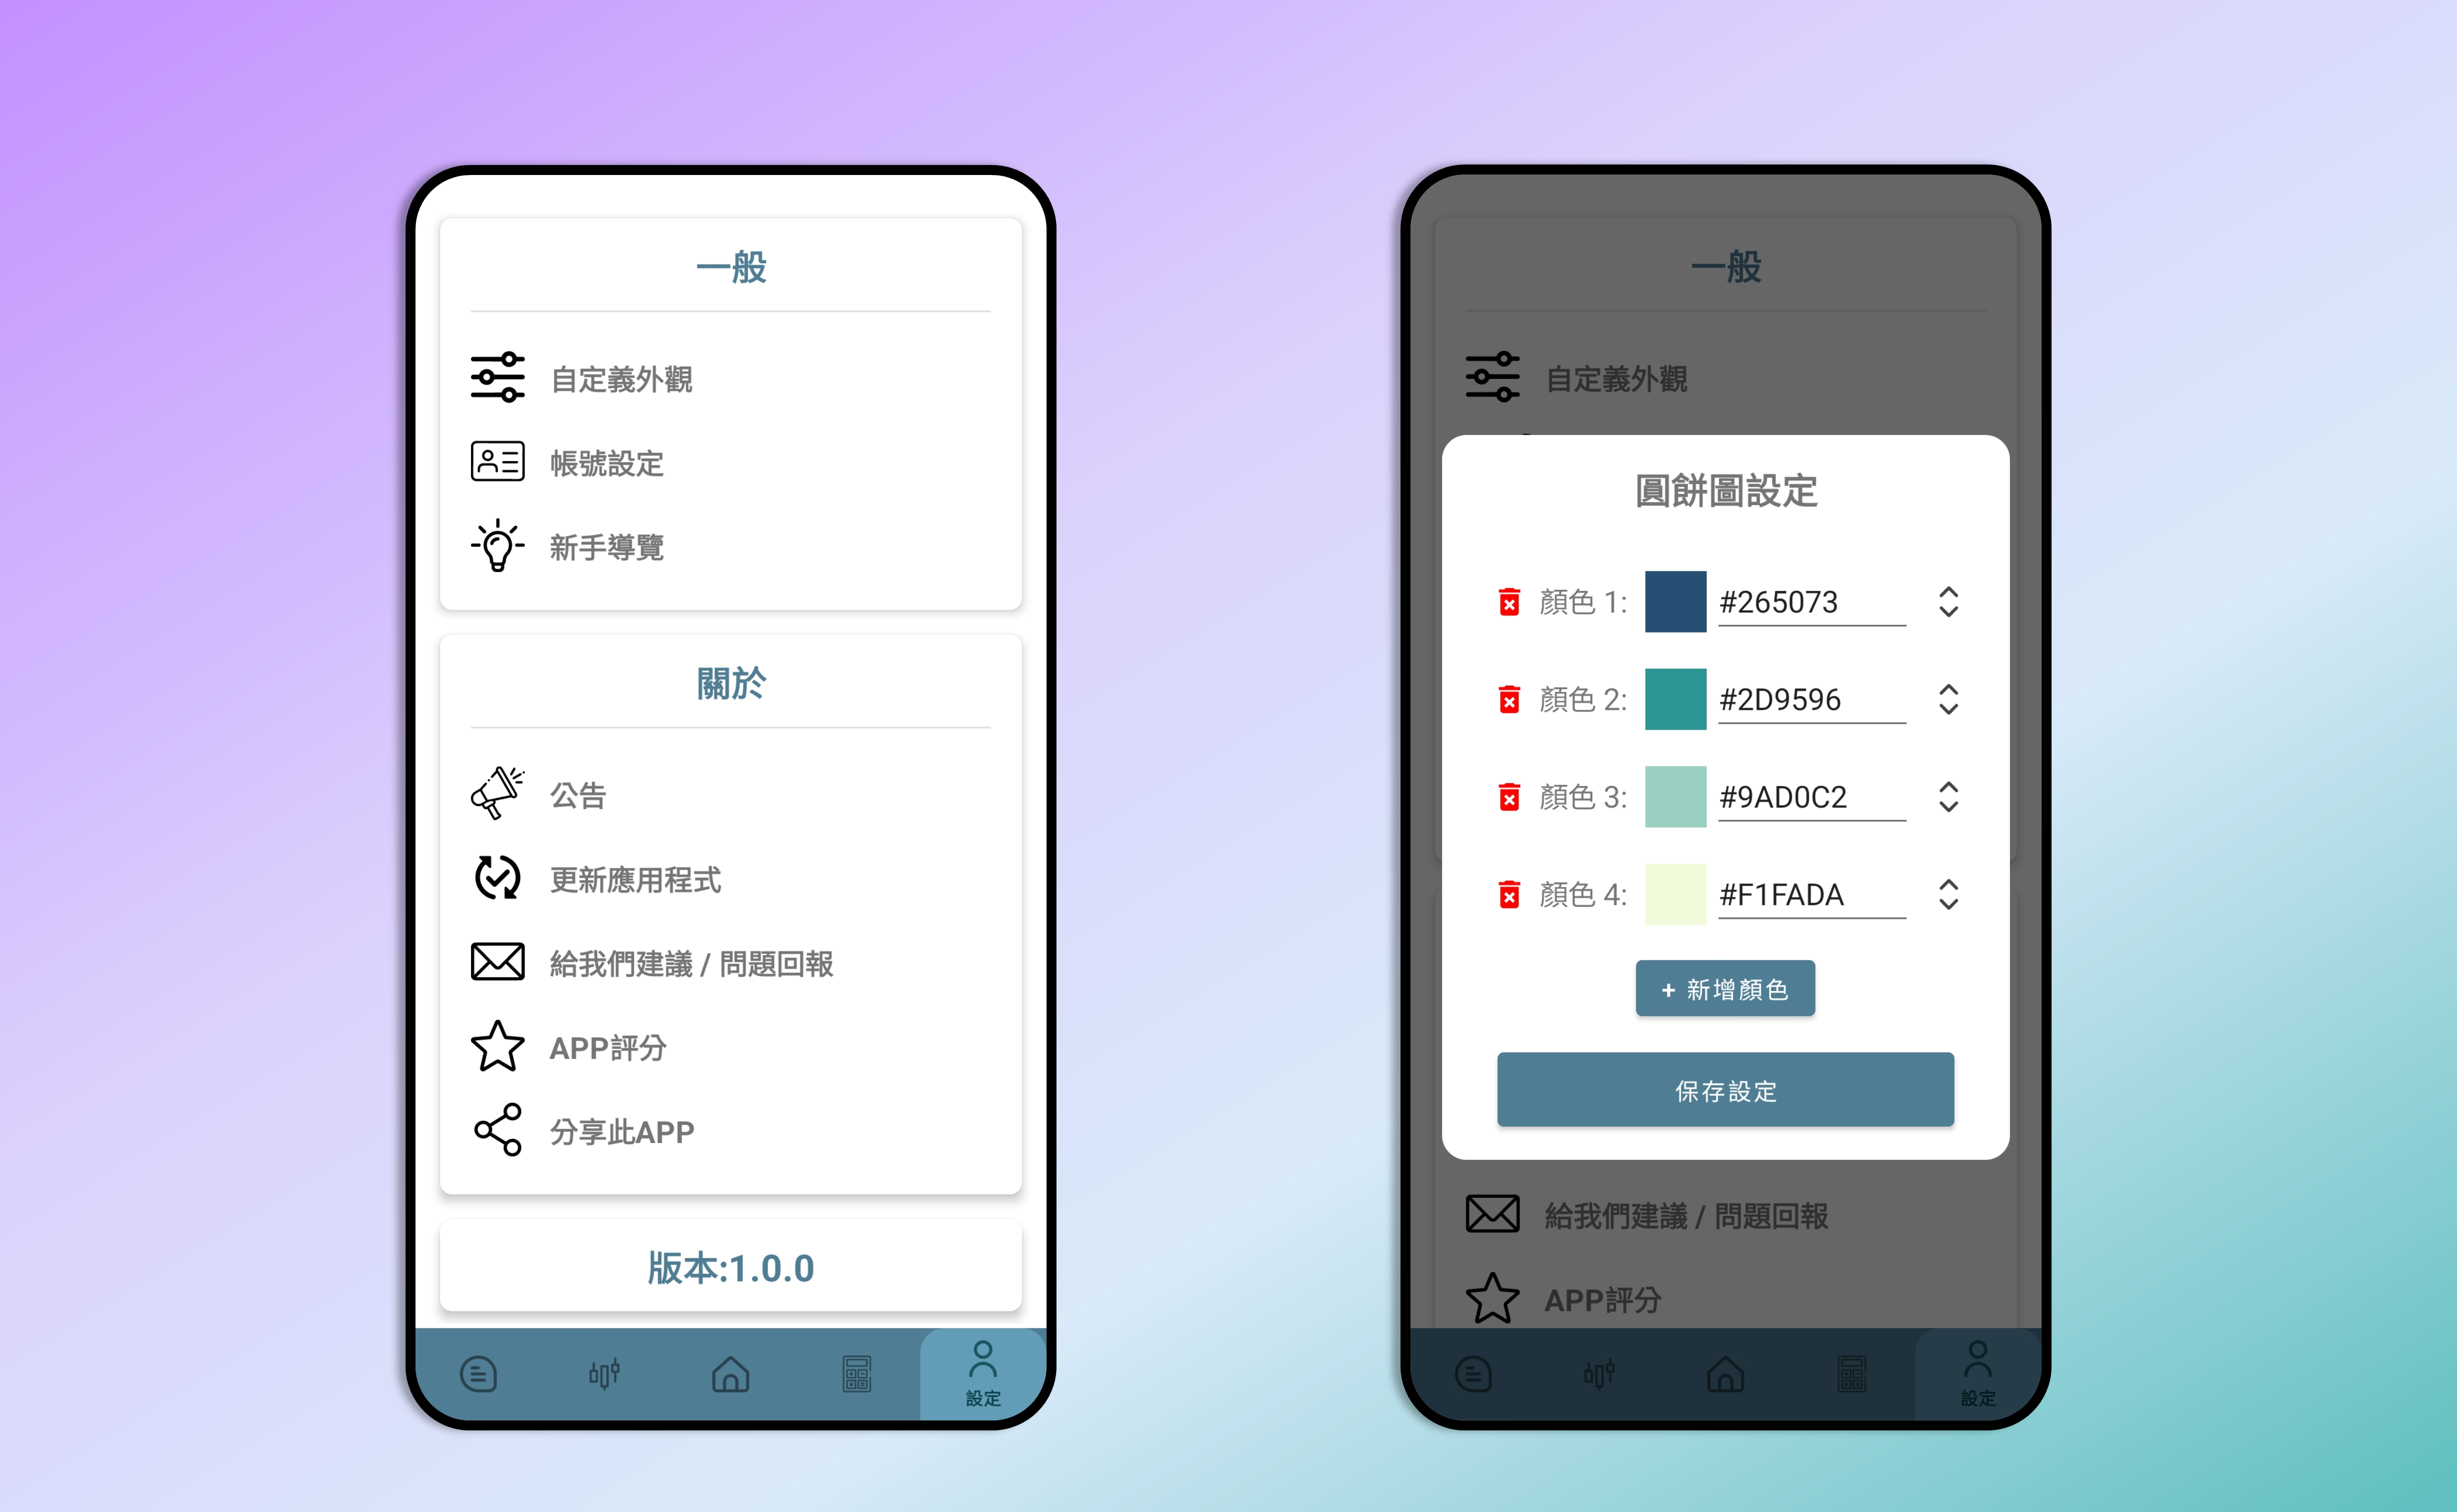 一般
自定義外觀
帳號設定
新手導覽
關於
公告
更新應用程式
給我們建議 / 問題回報
APP評分
分享此APP
版本:1.0.0
設定
一般
自定義外觀
圓餅圖設定
顏色 1: #265073
顏色 2: #2D9596
顏色 3: #9AD0C2
顏色 4: #F1FADA
+ 新增顏色
保存設定
給我們建議 / 問題回報
APP評分
設定